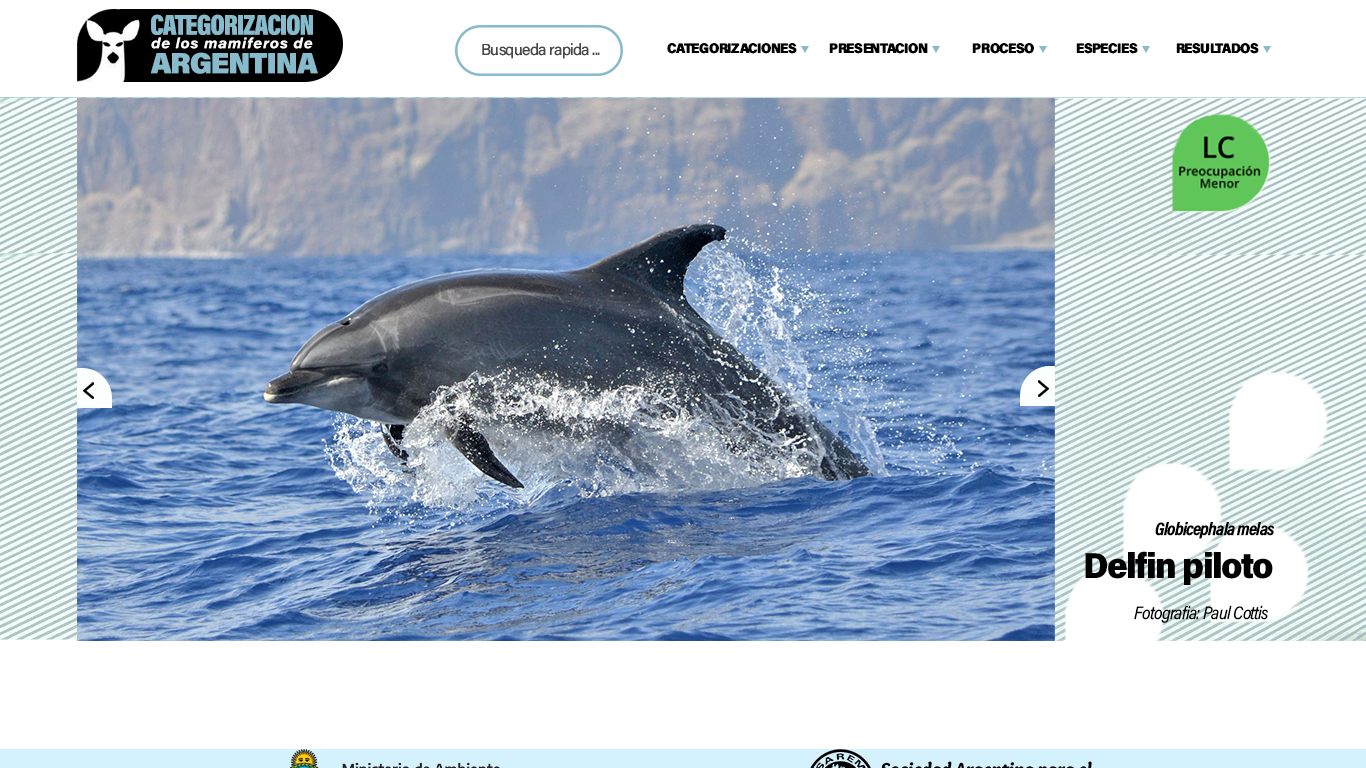 CATEGORIZACION
de los mamiferos de
ARGENTINA
Busqueda rapida ...
CATEGORIZACIONES
PRESENTACION
PROCESO
ESPECIES
RESULTADOS
LC
Preocupación
Menor
Globicephala melas
Delfin piloto
Fotografia: Paul Cottis
Ministerio de Ambiente
SAREM
Sociedad Argentina para el